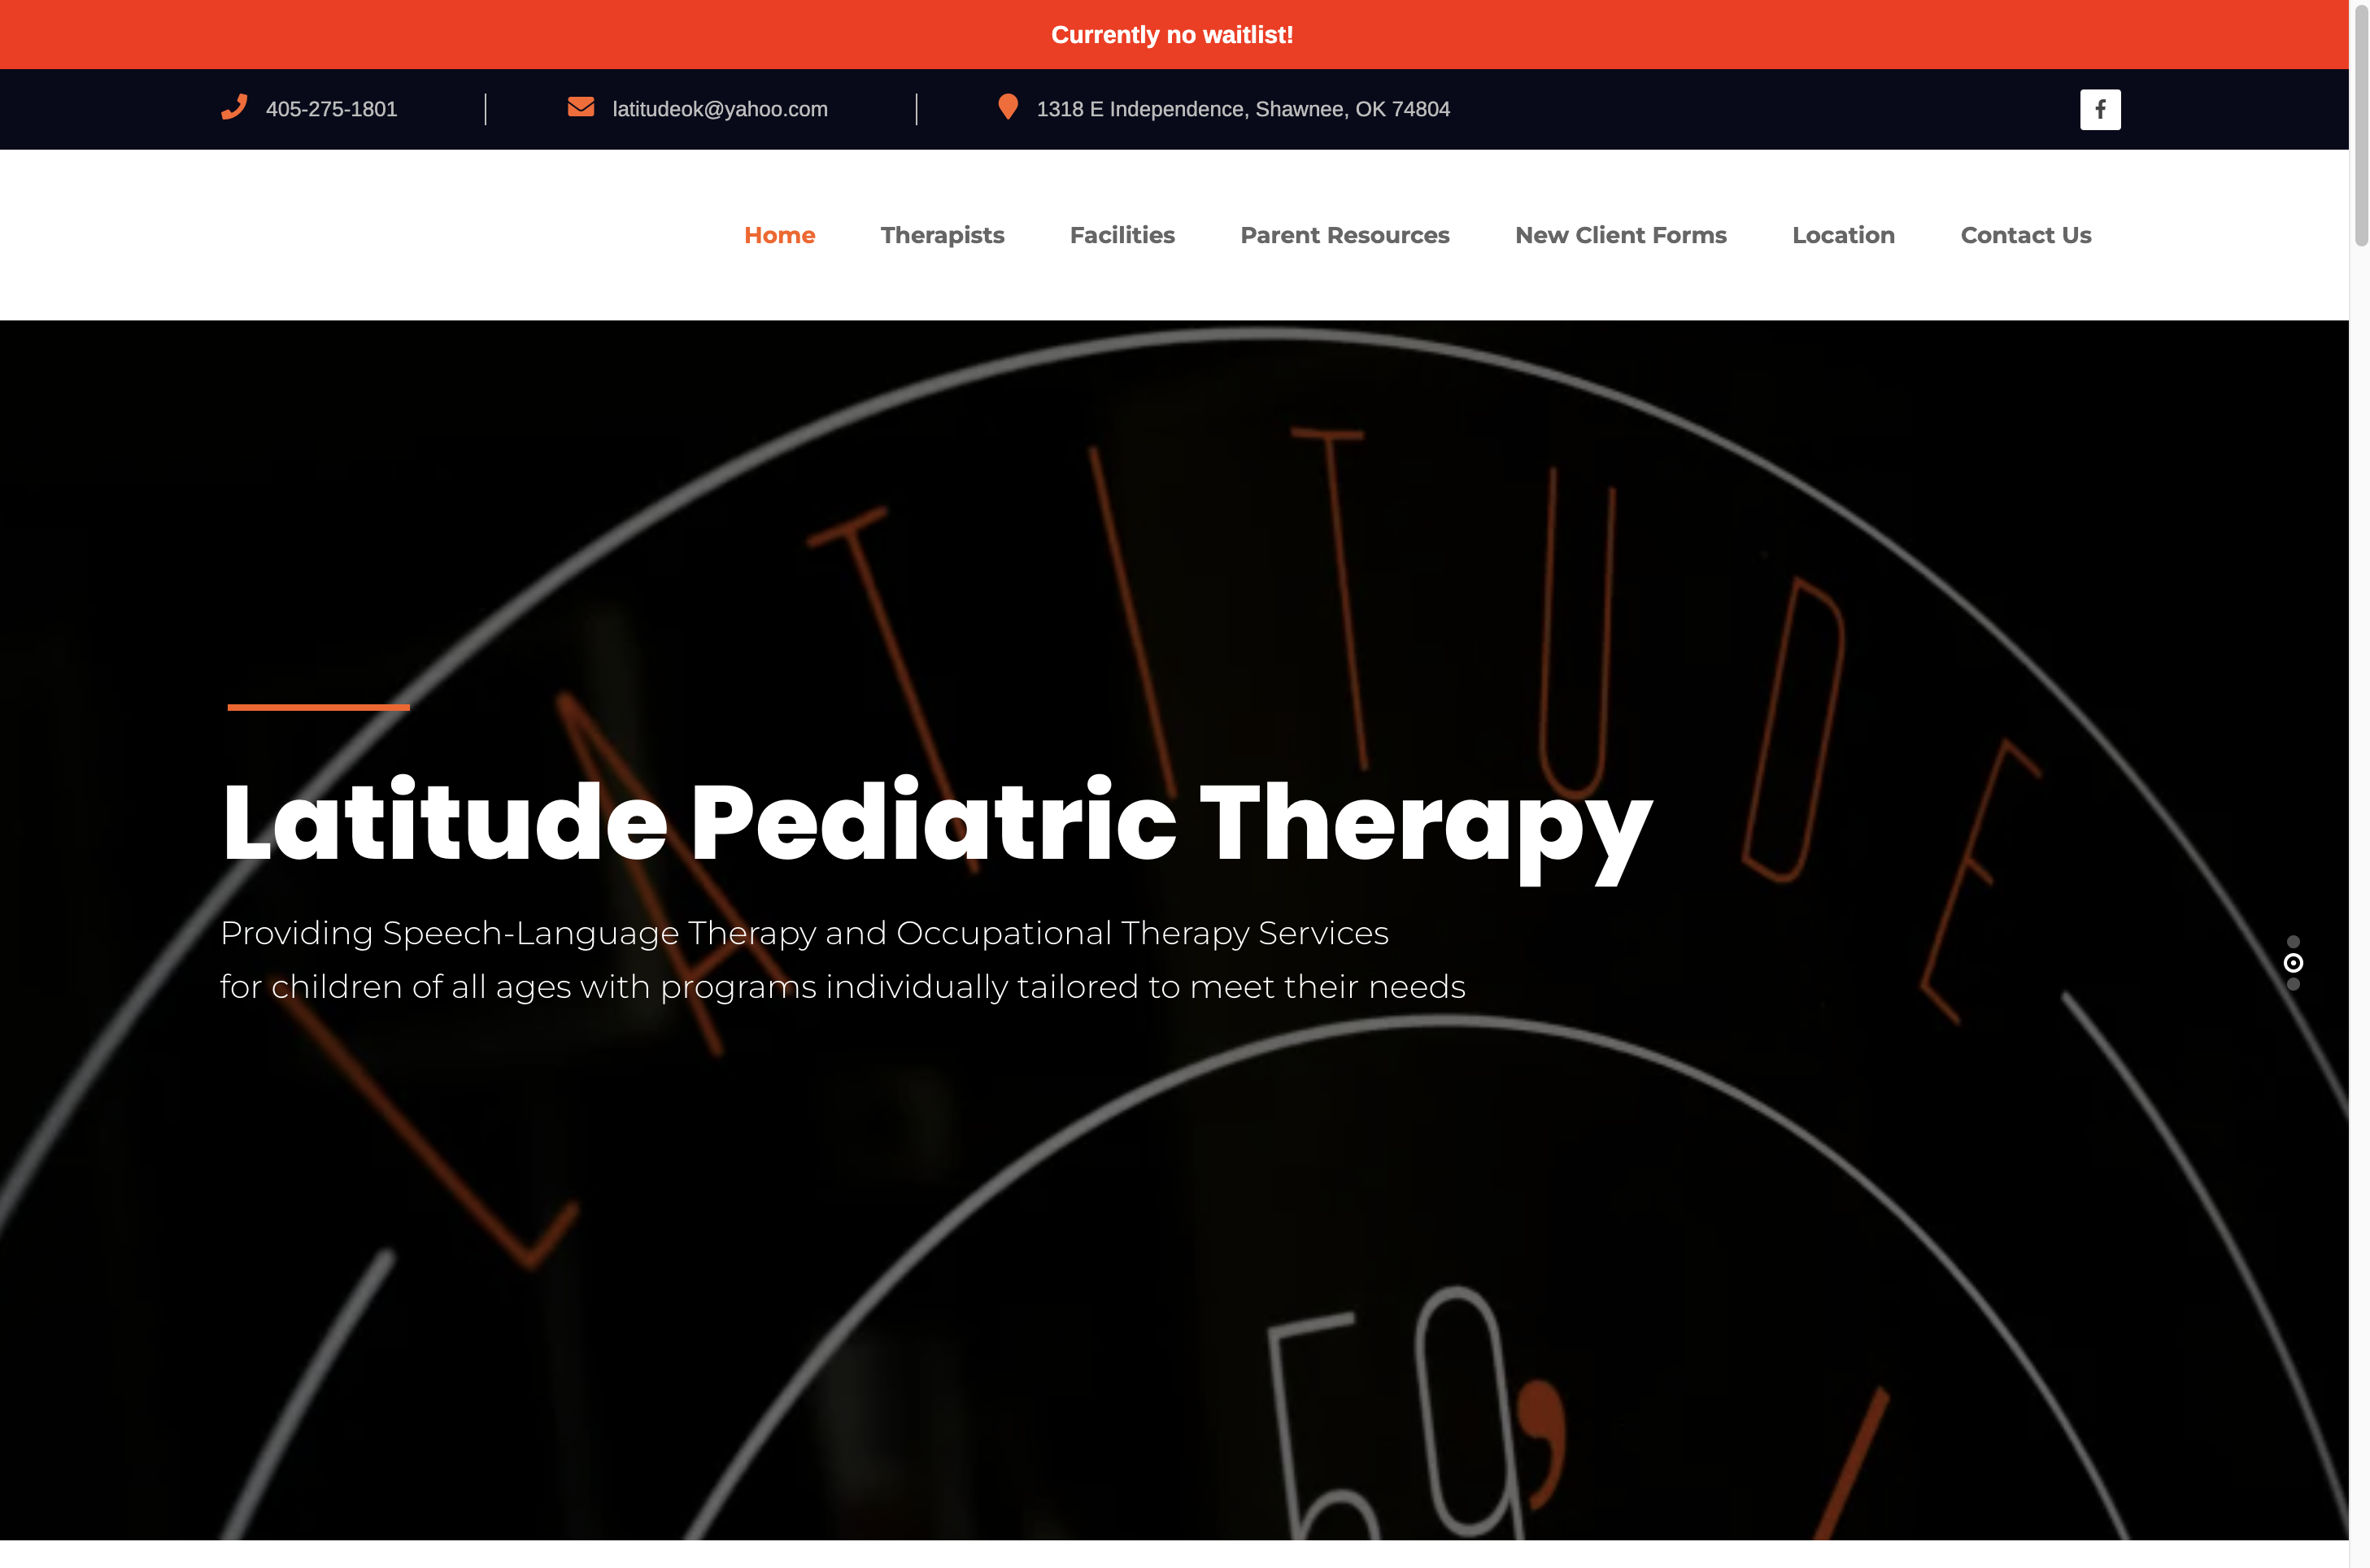 Currently no waitlist!
405-275-1801
latitudeok@yahoo.com
1318 E Independence, Shawnee, OK 74804
Home
Therapists
Facilities
Parent Resources
New Client Forms
Location
Contact Us
LATITUDE
Latitude Pediatric Therapy
Providing Speech-Language Therapy and Occupational Therapy Services
for children of all ages with programs individually tailored to meet their needs
59'